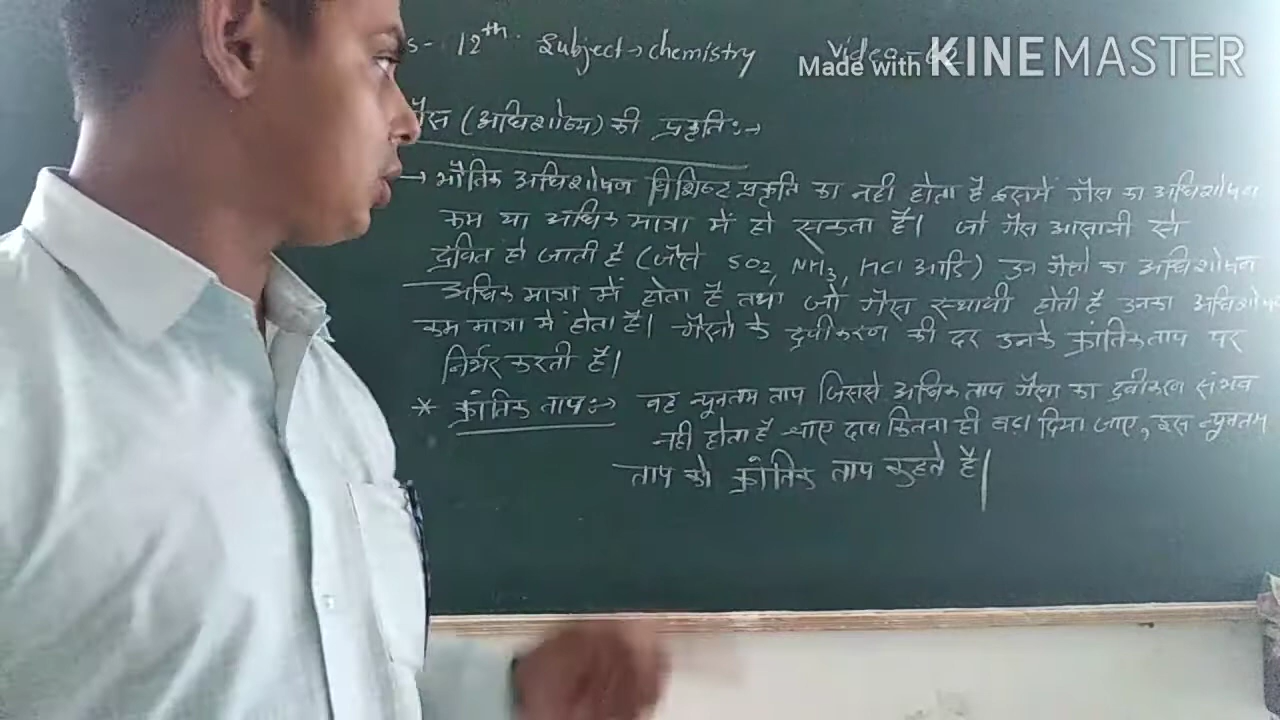 s- 12th. Subject→chemistry Video-62
Made with KINEMASTER
गैस (अधिशोष्य) की प्रकृति:→
→ भौतिक अधिशोषण विशिष्ट प्रकृति का नही होता है इसमें गैस का अधिशोषण
कम या अधिक मात्रा में हो सकता है। जो गैस आसानी से
द्रवित हो जाती है (जैसे SO2, NH3, HCl आदि) उन गैसो का अधिशोषण
अधिक मात्रा में होता है तथा जो गैस स्थायी होती है उनका अधिशोषण
कम मात्रा में होता है। गैसो के द्रवीकरण की दर उनके क्रांतिकताप पर
निर्भर करती है।
* क्रांतिक ताप:→ वह न्यूनतम ताप जिससे अधिक ताप गैसो का द्रवीकरण संभव
नही होता है चाए दाब कितना ही बढ़ा दिया जाए, इस न्यूनतम
ताप को क्रांतिक ताप कहते है।